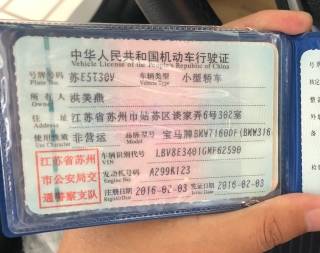 中华人民共和国机动车行驶证
Vehicle License of the People's Republic of China
号牌号码 苏E5T30V 车辆类型 小型轿车
Plate No. Vehicle Type
所有人 洪美燕
Owner
住址 江苏省苏州市姑苏区谈家弄6号302室
Address
使用性质 非营运 品牌型号 宝马牌BMW7160DF(BMW316
Use Character Model
江苏省苏州市公安局交通警察支队
车辆识别代号 LBV8E3401GMF62590
VIN
发动机号码 A299K123
Engine No.
注册日期 2016-02-03 发证日期 2016-02-03
Register Date Issue Date